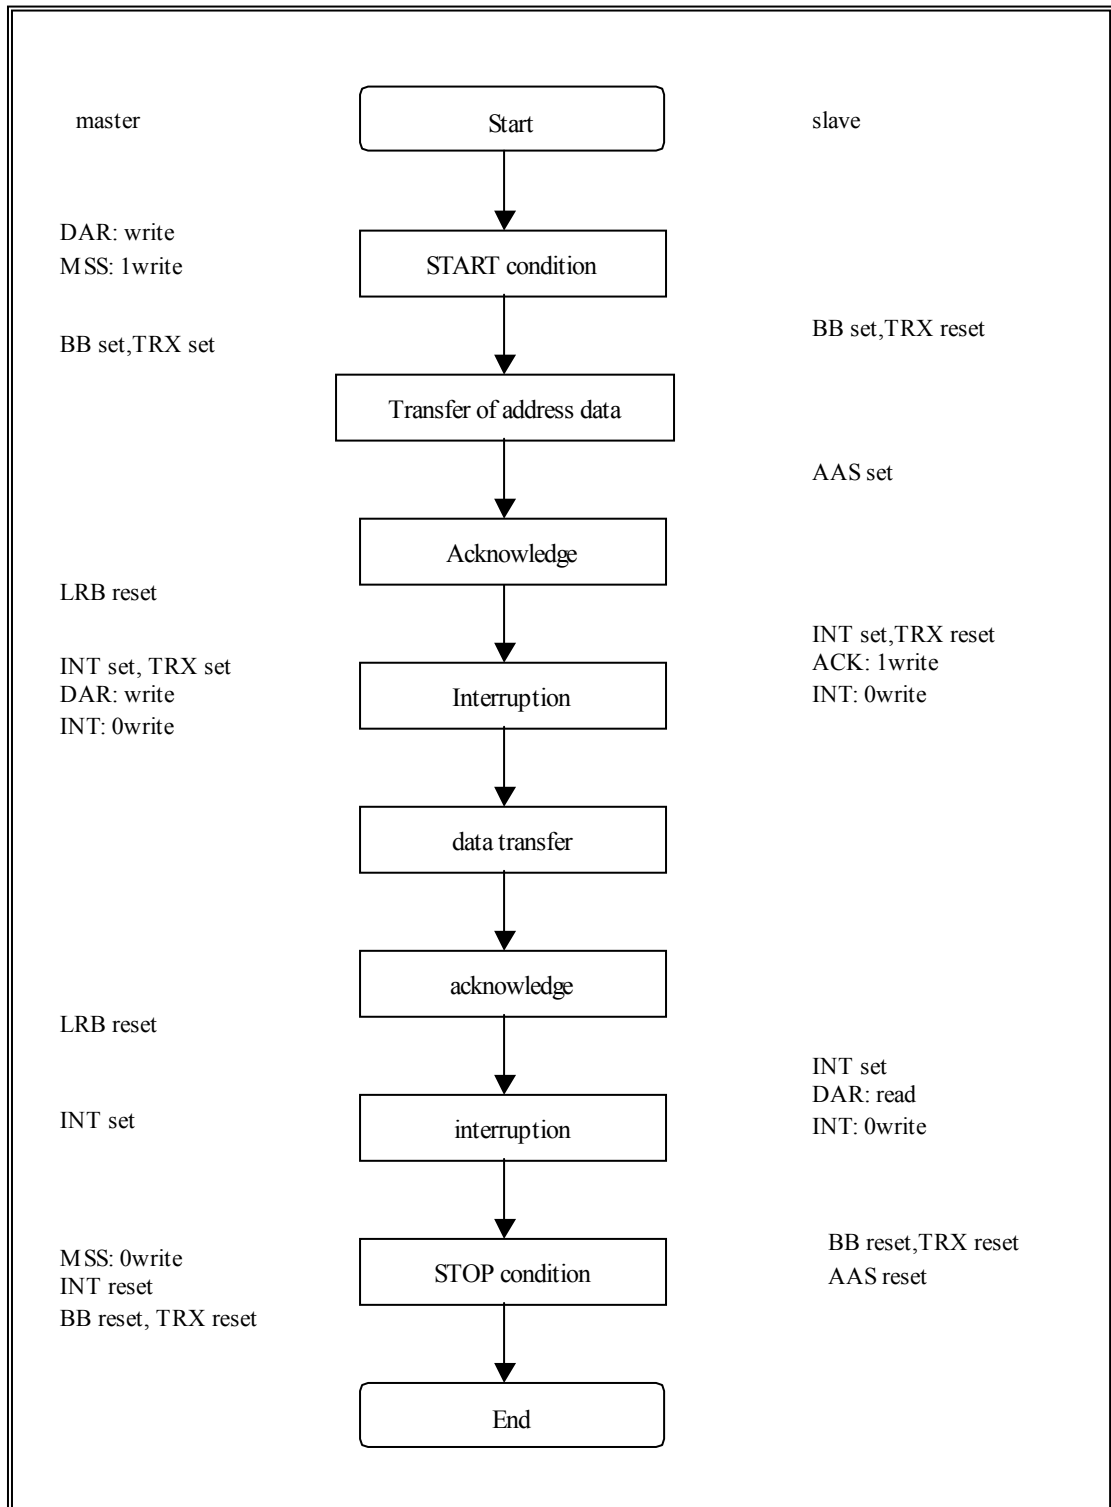 master
Start
slave
DAR: write
MSS: 1write
START condition
BB set,TRX set
BB set,TRX reset
Transfer of address data
AAS set
Acknowledge
LRB reset
INT set, TRX set
DAR: write
INT: 0write
Interruption
INT set,TRX reset
ACK: 1write
INT: 0write
data transfer
acknowledge
LRB reset
INT set
interruption
INT set
DAR: read
INT: 0write
MSS: 0write
INT reset
BB reset, TRX reset
STOP condition
BB reset,TRX reset
AAS reset
End